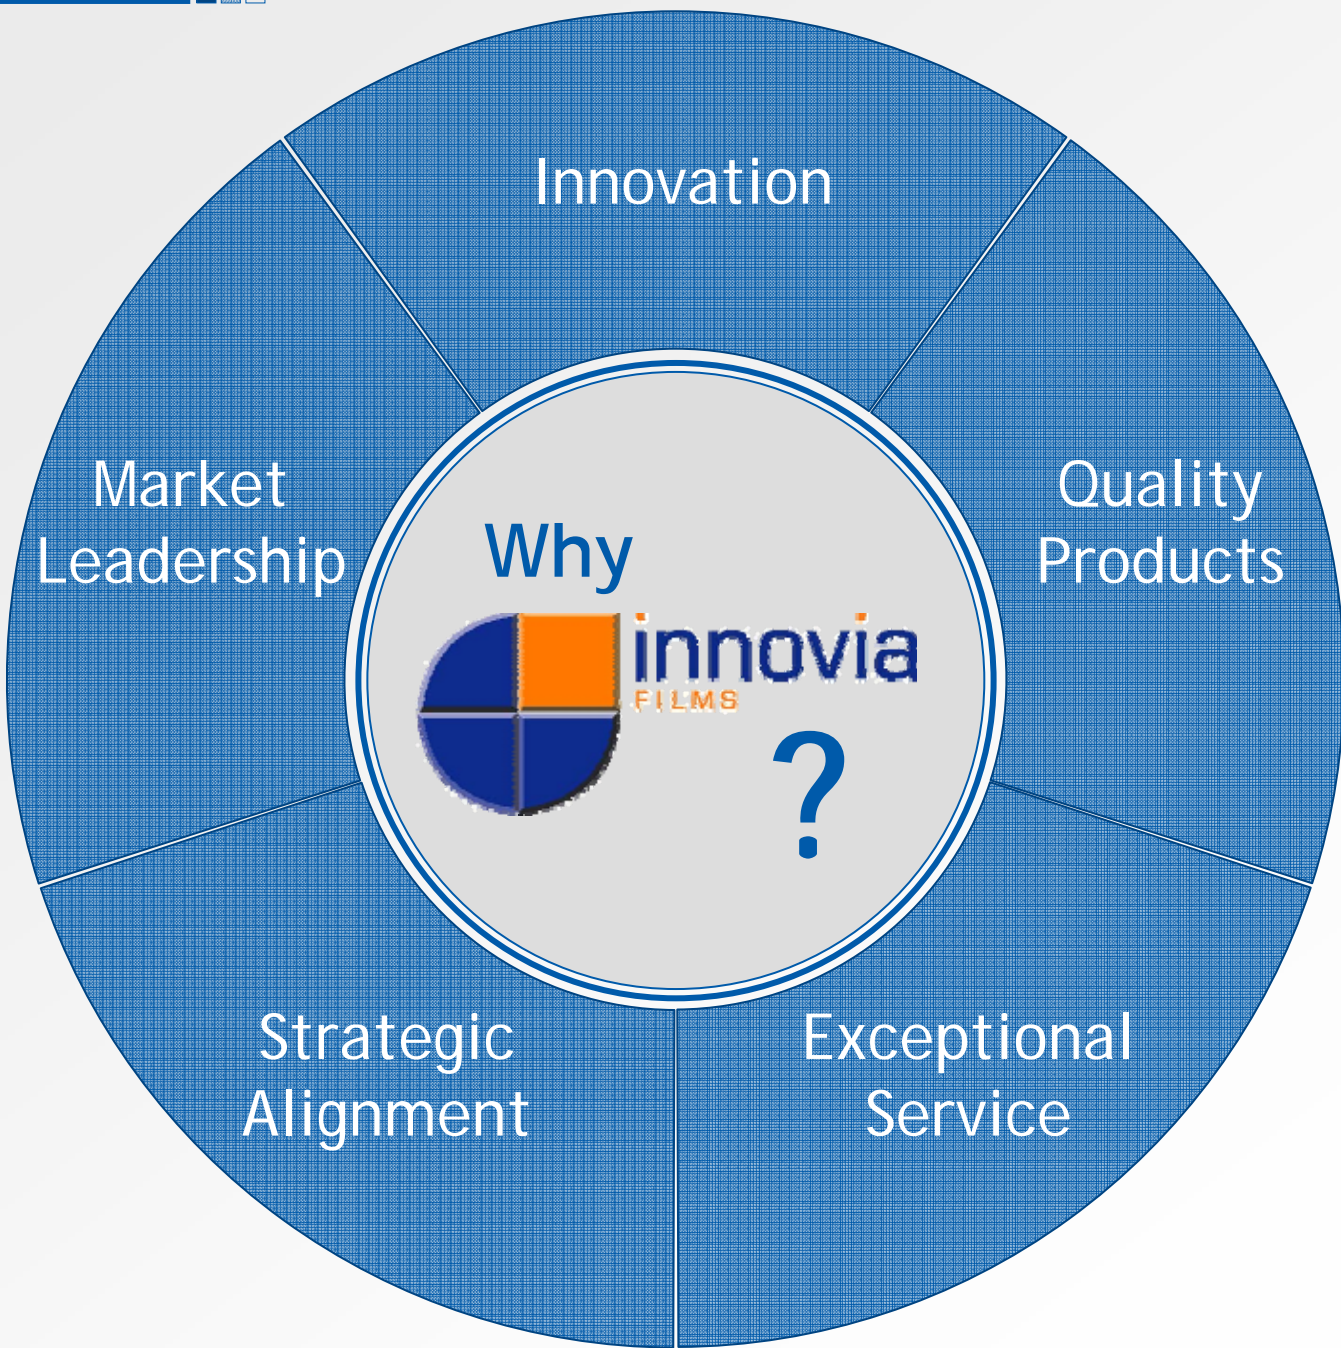 Innovation
Market
Leadership
Quality
Products
Why
innovia
FILMS
?
Strategic
Alignment
Exceptional
Service